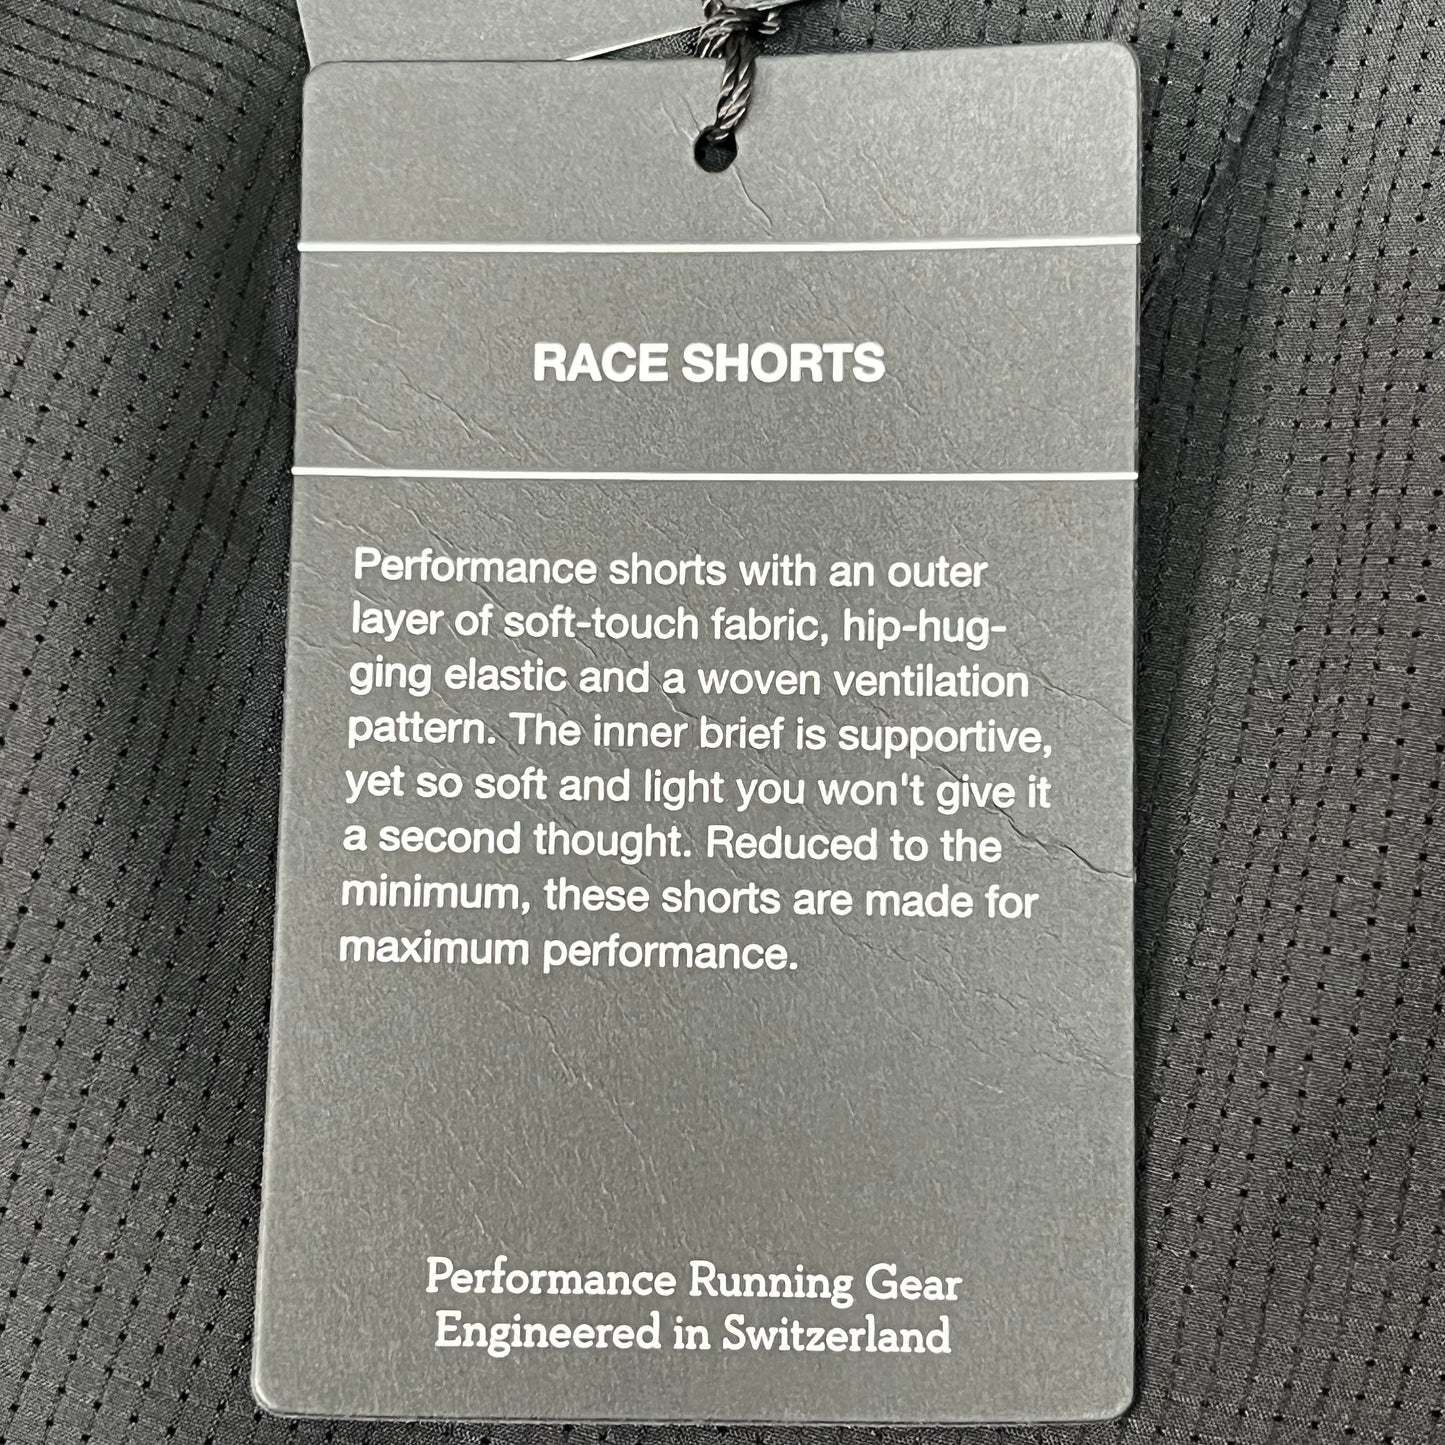 RACE SHORTS
Performance shorts with an outer
layer of soft-touch fabric, hip-hug-
ging elastic and a woven ventilation
pattern. The inner brief is supportive,
yet so soft and light you won't give it
a second thought. Reduced to the
minimum, these shorts are made for
maximum performance.
Performance Running Gear
Engineered in Switzerland